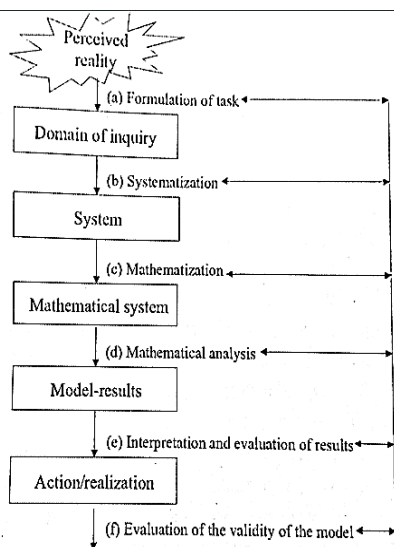 Perceived
reality
(a) Formulation of task
Domain of inquiry
(b) Systematization
System
(c) Mathematization
Mathematical system
(d) Mathematical analysis
Model-results
(e) Interpretation and evaluation of results
Action/realization
(f) Evaluation of the validity of the model